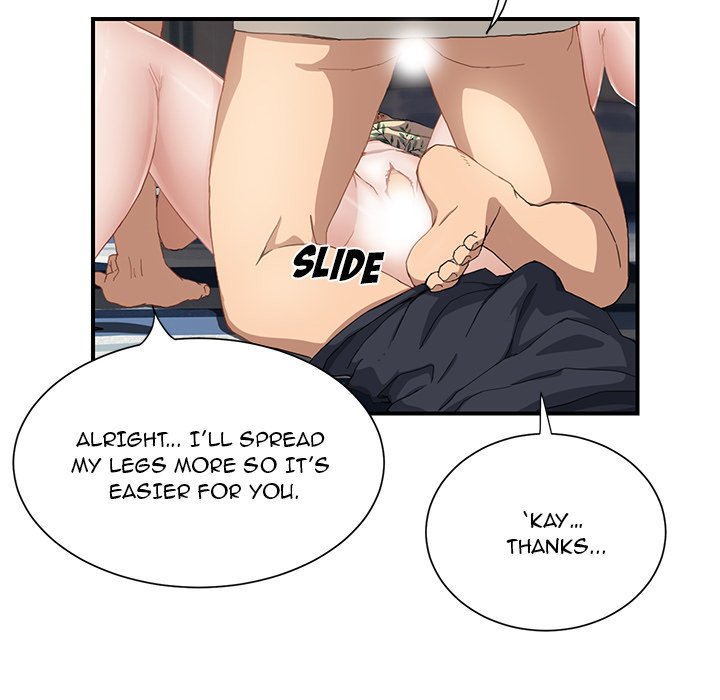 SLIDE
ALRIGHT... I'LL SPREAD
MY LEGS MORE SO IT'S
EASIER FOR YOU.
'KAY...
THANKS...